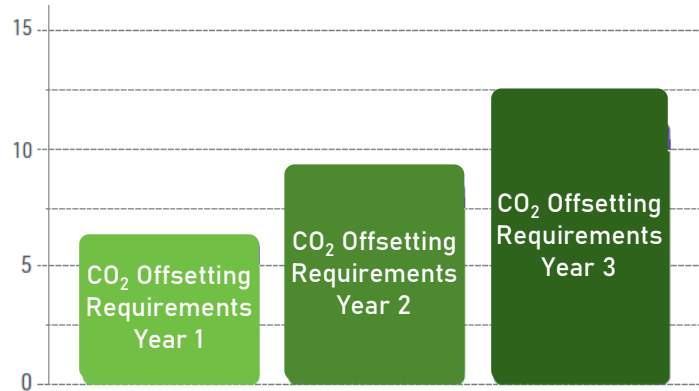 15
10
5
0
CO₂ Offsetting
Requirements
Year 1
CO₂ Offsetting
Requirements
Year 2
CO₂ Offsetting
Requirements
Year 3